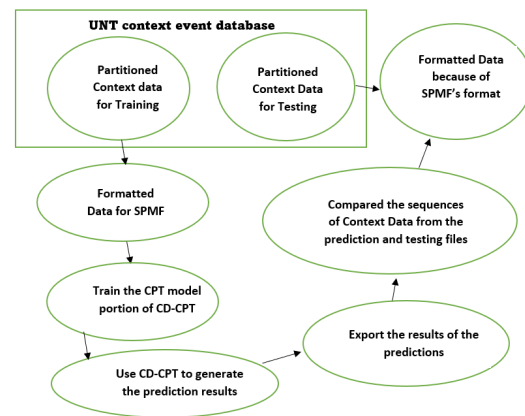 UNT context event database
Partitioned
Context data
for Training
Partitioned
Context Data
for Testing
Formatted Data
because of
SPMF's format
Formatted
Data for SPMF
Compared the sequences
of Context Data from the
prediction and testing files
Train the CPT model
portion of CD-CPT
Export the results of the
predictions
Use CD-CPT to generate
the prediction results